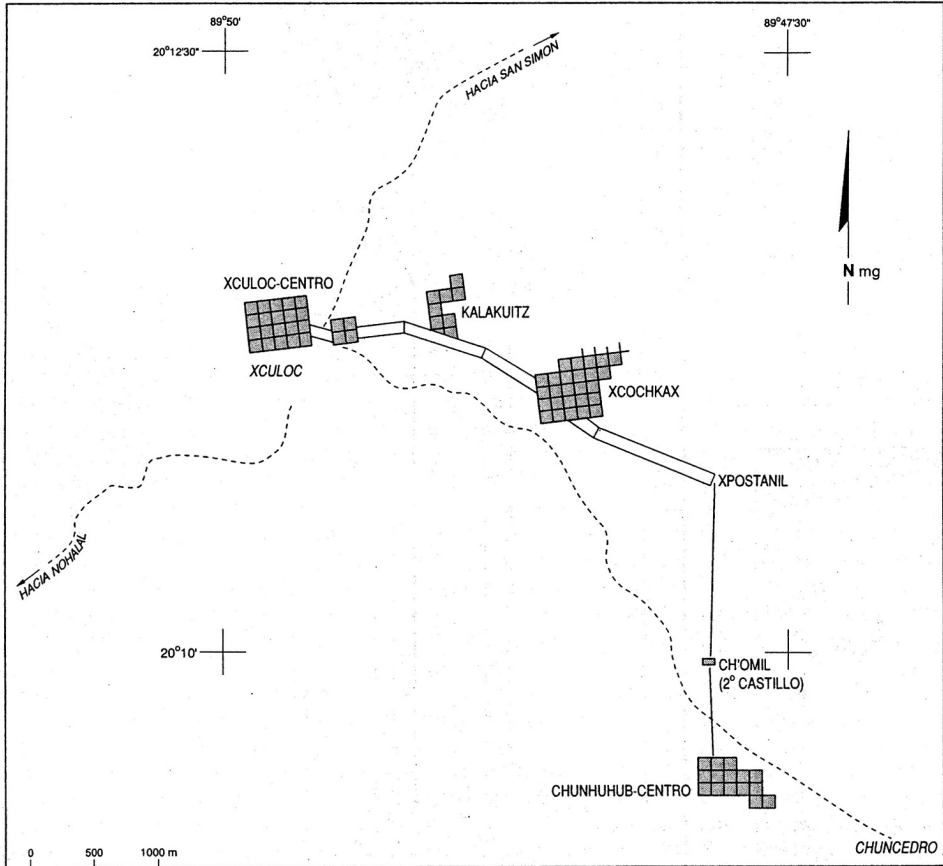 89°50'
89°47'30"
20°12'30"
HACIA SAN SIMON
N mg
XCULOC-CENTRO
KALAKUITZ
XCULOC
XCOCHKAX
XPOSTANIL
HACIA NOHALAL
20°10'
CH'OMIL
(2° CASTILLO)
CHUNHUHUB-CENTRO
CHUNCEDRO
0 500 1000 m